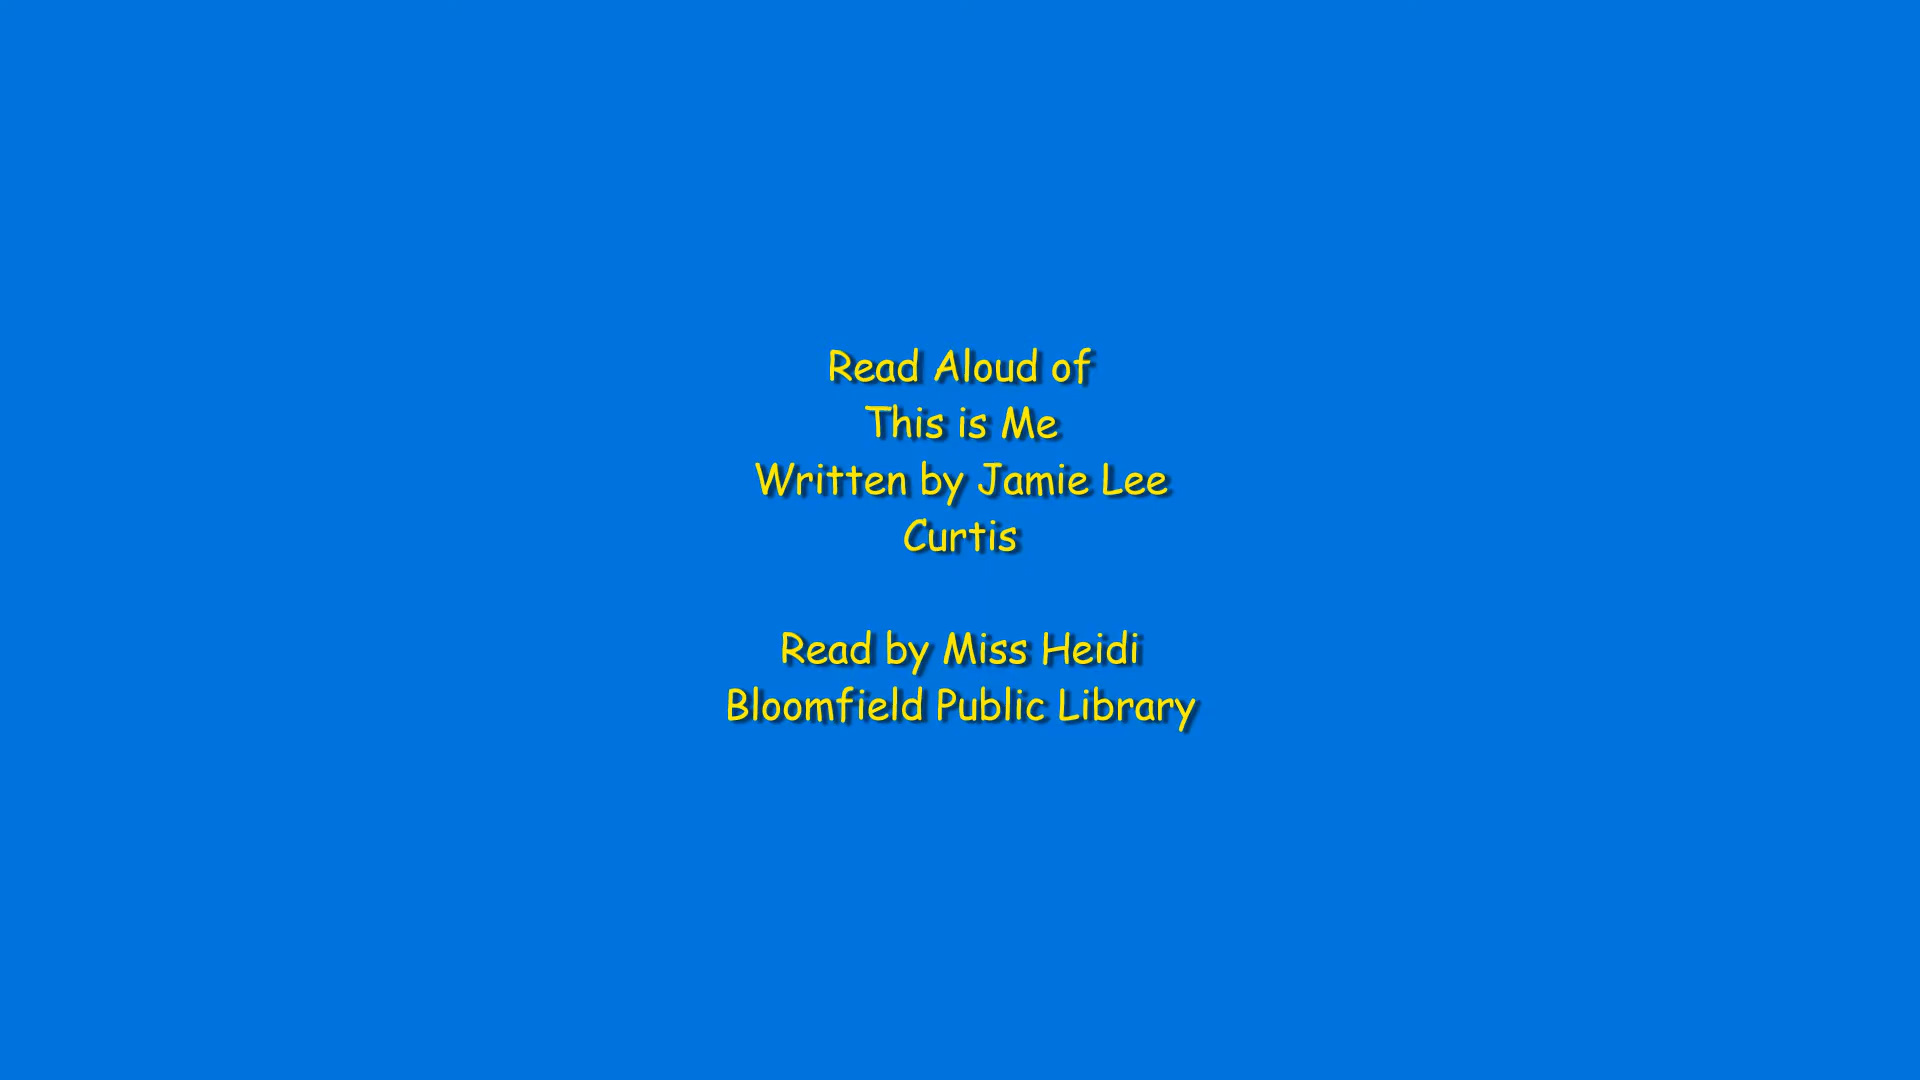 Read Aloud of
This is Me
Written by Jamie Lee
Curtis
Read by Miss Heidi
Bloomfield Public Library